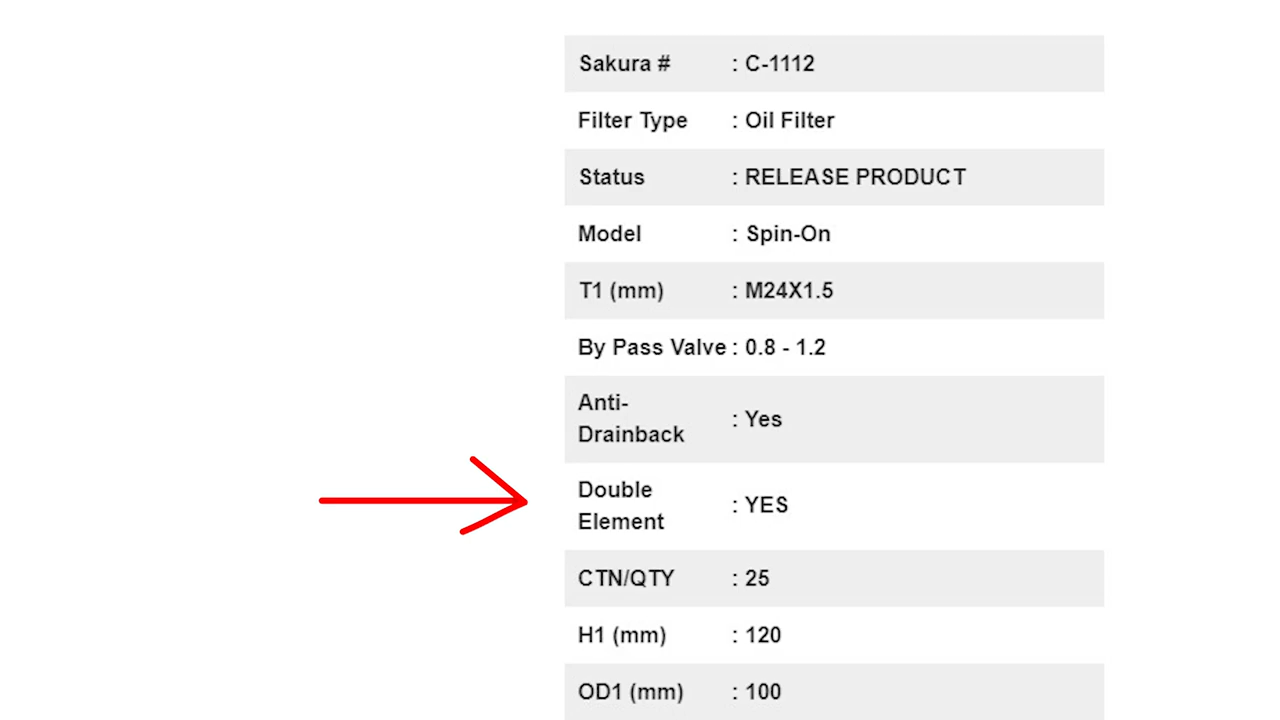 Sakura # : C-1112
Filter Type : Oil Filter
Status : RELEASE PRODUCT
Model : Spin-On
T1 (mm) : M24X1.5
By Pass Valve : 0.8 - 1.2
Anti-
Drainback : Yes
Double
Element : YES
CTN/QTY : 25
H1 (mm) : 120
OD1 (mm) : 100